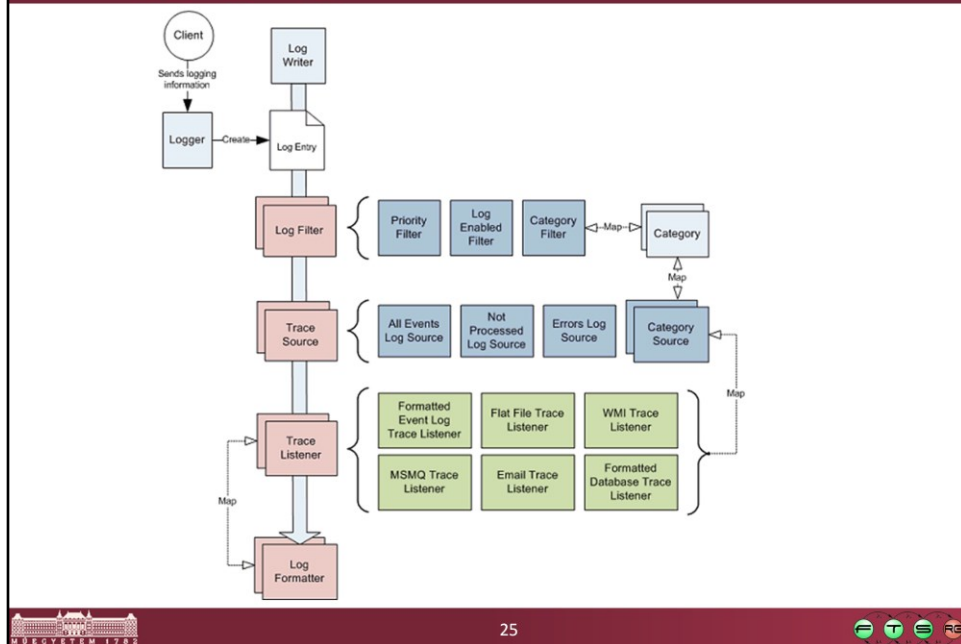 Client
Sends logging
information
Logger
Create
Log
Writer
Log Entry
Log Filter
Priority
Filter
Log
Enabled
Filter
Category
Filter
Map
Category
Map
Trace
Source
All Events
Log Source
Not
Processed
Log Source
Errors Log
Source
Category
Source
Map
Trace
Listener
Formatted
Event Log
Trace Listener
Flat File Trace
Listener
WMI Trace
Listener
MSMQ Trace
Listener
Email Trace
Listener
Formatted
Database Trace
Listener
Map
Log
Formatter
MŰEGYETEM 1782
25
F T S RG